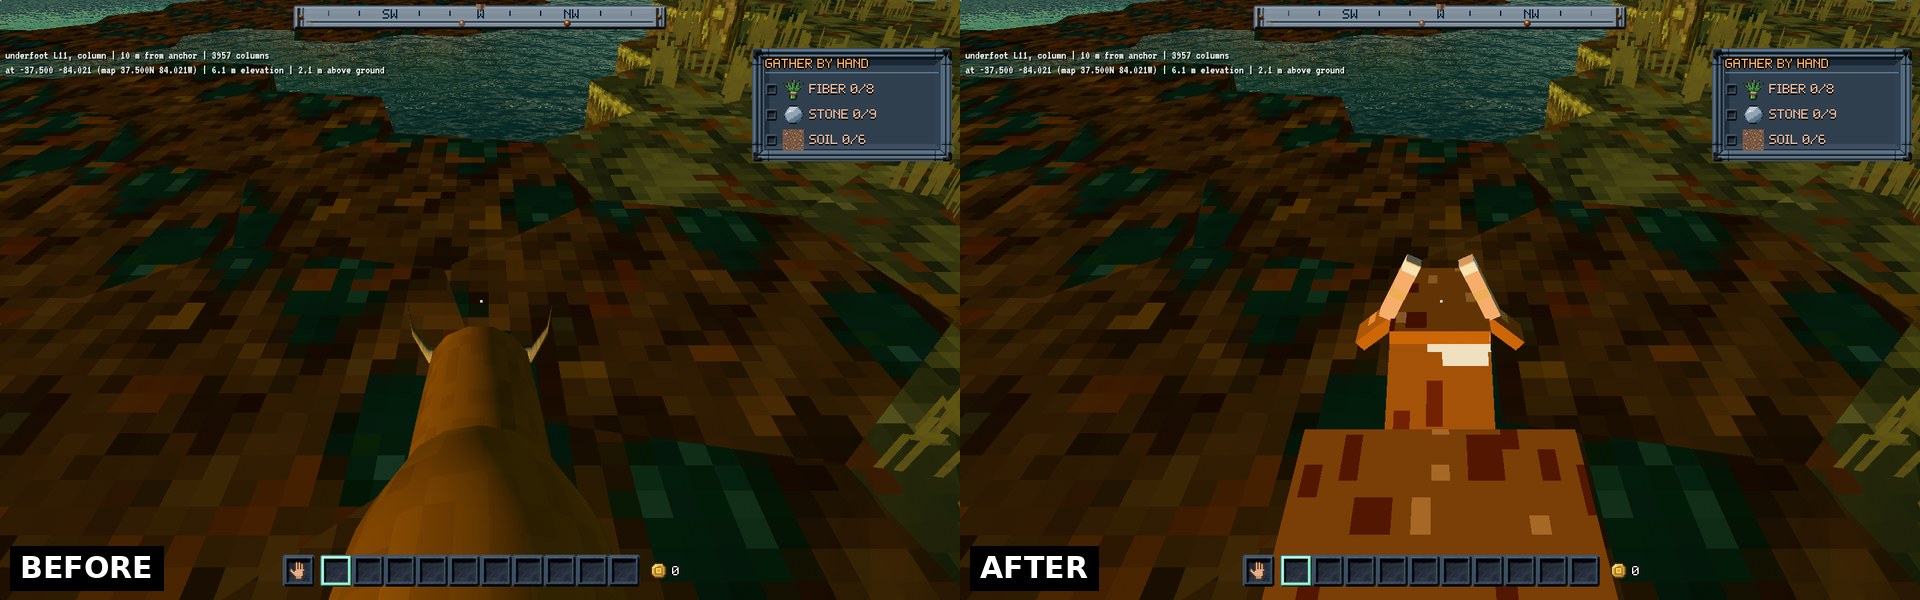 SW W NW
underfoot L11, column | 10 m from anchor | 3957 columns
at -37.500 -84.021 (map 37.500N 84.021W) | 6.1 m elevation | 2.1 m above ground
GATHER BY HAND
FIBER 0/8
STONE 0/9
SOIL 0/6
0
BEFORE
SW W NW
underfoot L11, column | 10 m from anchor | 3957 columns
at -37.500 -84.021 (map 37.500N 84.021W) | 6.1 m elevation | 2.1 m above ground
GATHER BY HAND
FIBER 0/8
STONE 0/9
SOIL 0/6
0
AFTER